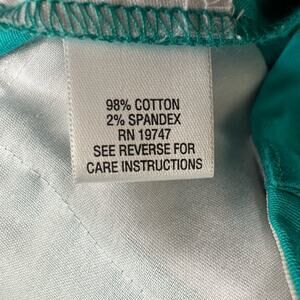 98% COTTON
2% SPANDEX
RN 19747
SEE REVERSE FOR
CARE INSTRUCTIONS